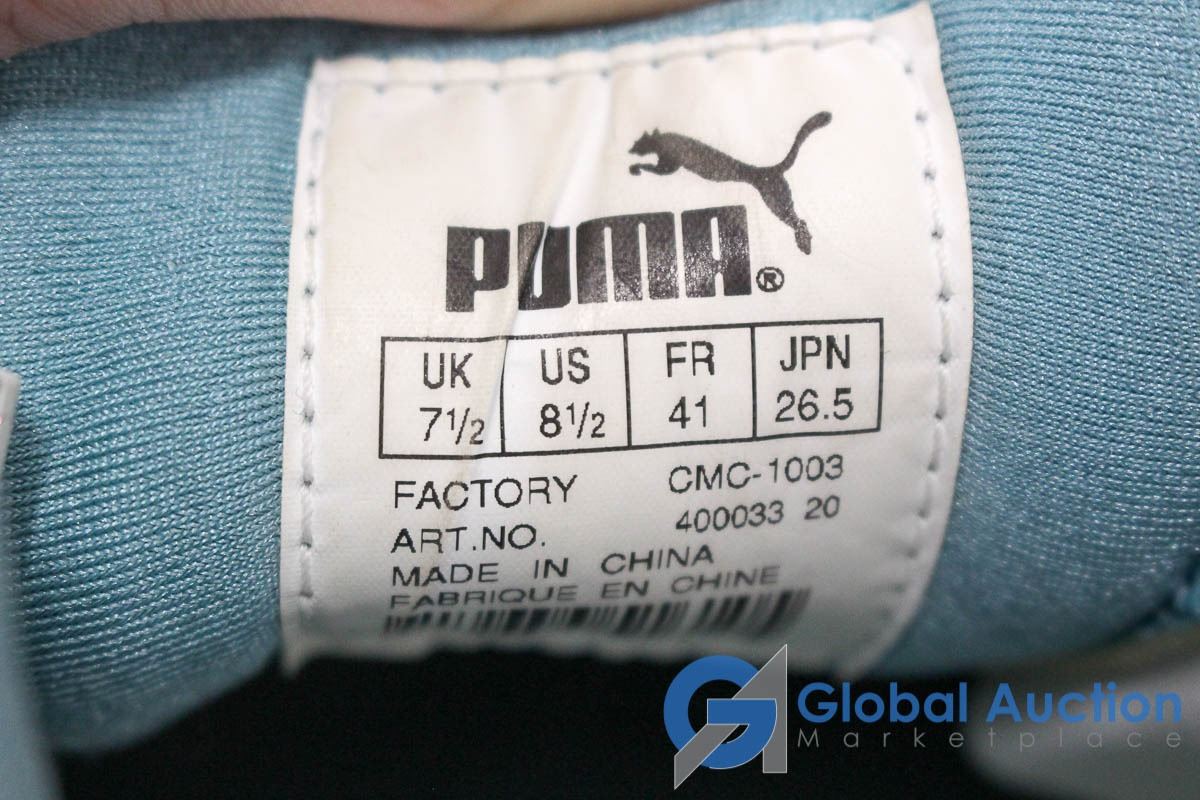 PUMA®
UK US FR JPN
7½ 8½ 41 26.5
FACTORY CMC-1003
ART.NO. 400033 20
MADE IN CHINA
FABRIQUE EN CHINE
Global Auction
Marketplace